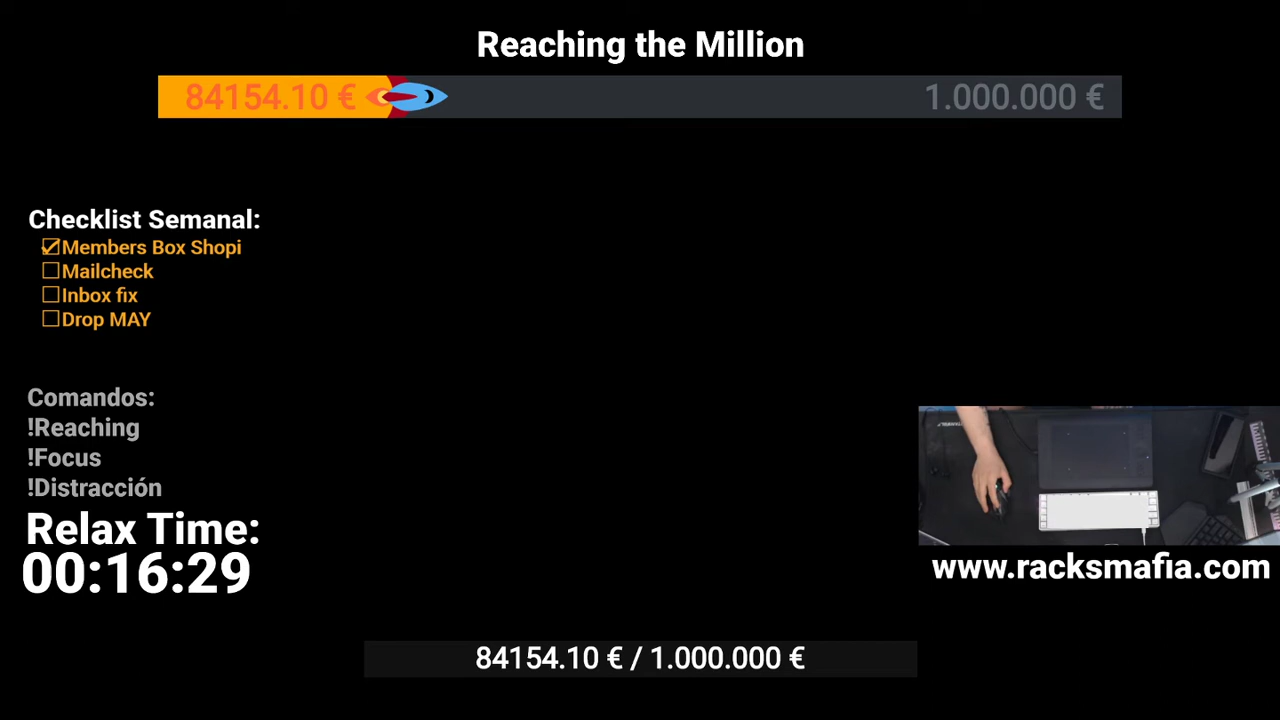 Reaching the Million
84154.10 €
1.000.000 €
Checklist Semanal:
☑Members Box Shopi
☐Mailcheck
☐Inbox fix
☐Drop MAY
Comandos:
!Reaching
!Focus
!Distracción
Relax Time:
00:16:29
www.racksmafia.com
84154.10 € / 1.000.000 €